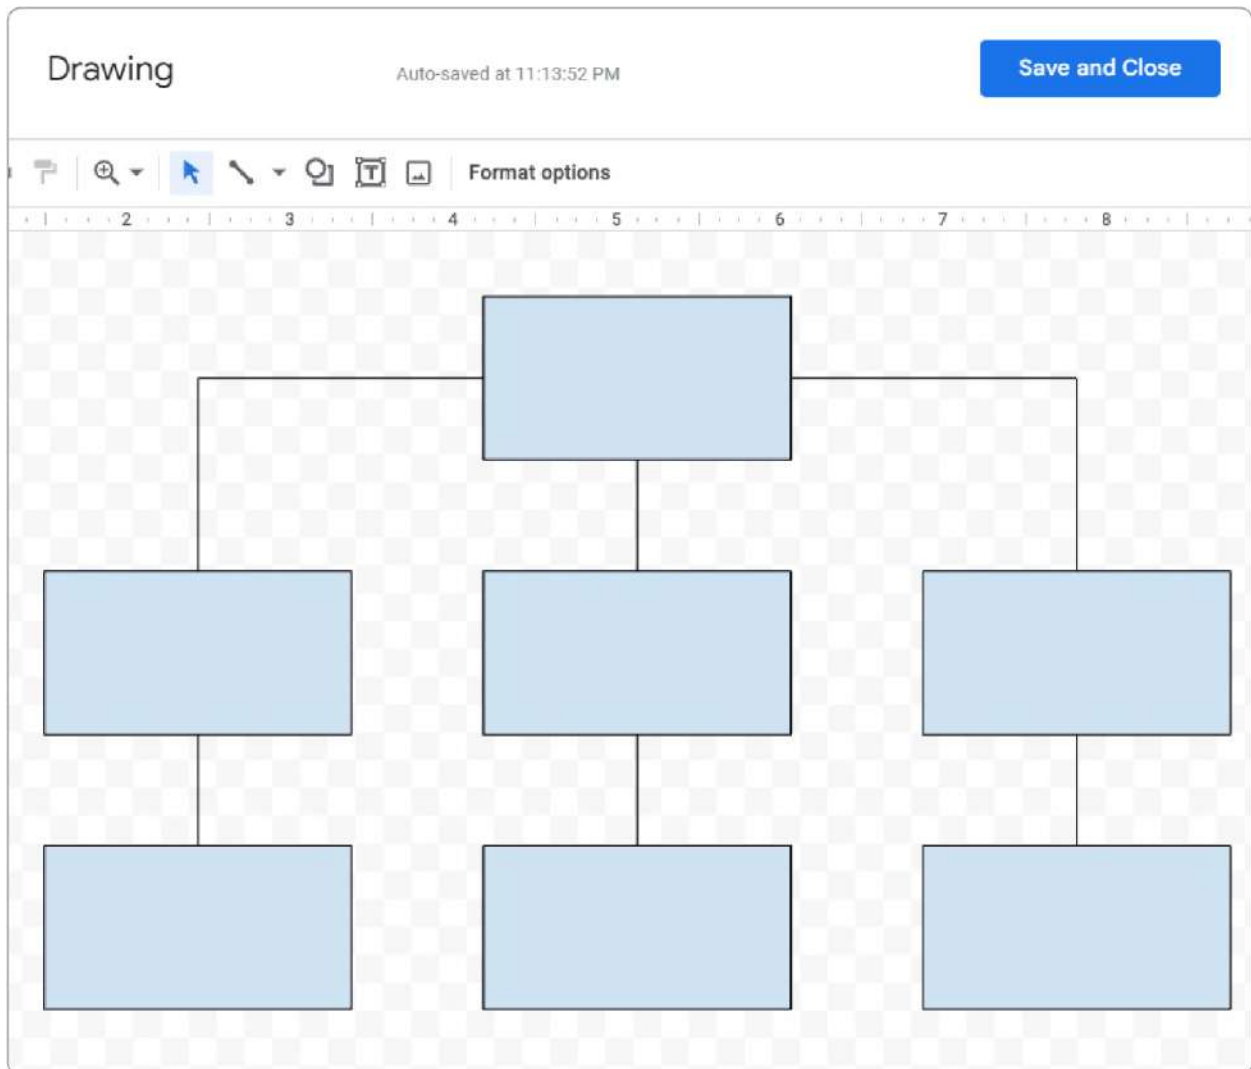 Drawing
Auto-saved at 11:13:52 PM
Save and Close
Format options
2 3 4 5 6 7 8